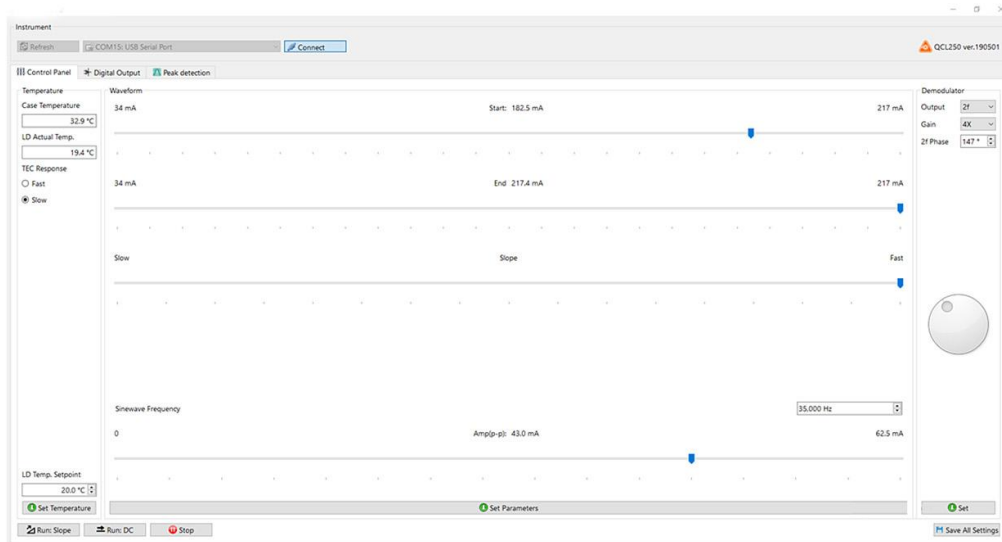 Instrument
Refresh COM15: USB Serial Port Connect QCL250 ver.190501
Control Panel Digital Output Peak detection
Temperature Waveform Demodulator
Case Temperature 34 mA Start: 182.5 mA 217 mA Output 2f
32.9 °C Gain 4X
LD Actual Temp. 2f Phase 147 °
19.4 °C
TEC Response
Fast 34 mA End 217.4 mA 217 mA
Slow
Slow Slope Fast
Sinewave Frequency 35,000 Hz
0 Amp(p-p): 43.0 mA 62.5 mA
LD Temp. Setpoint
20.0 °C
Set Temperature Set Parameters Set
Run: Slope Run: DC Stop Save All Settings